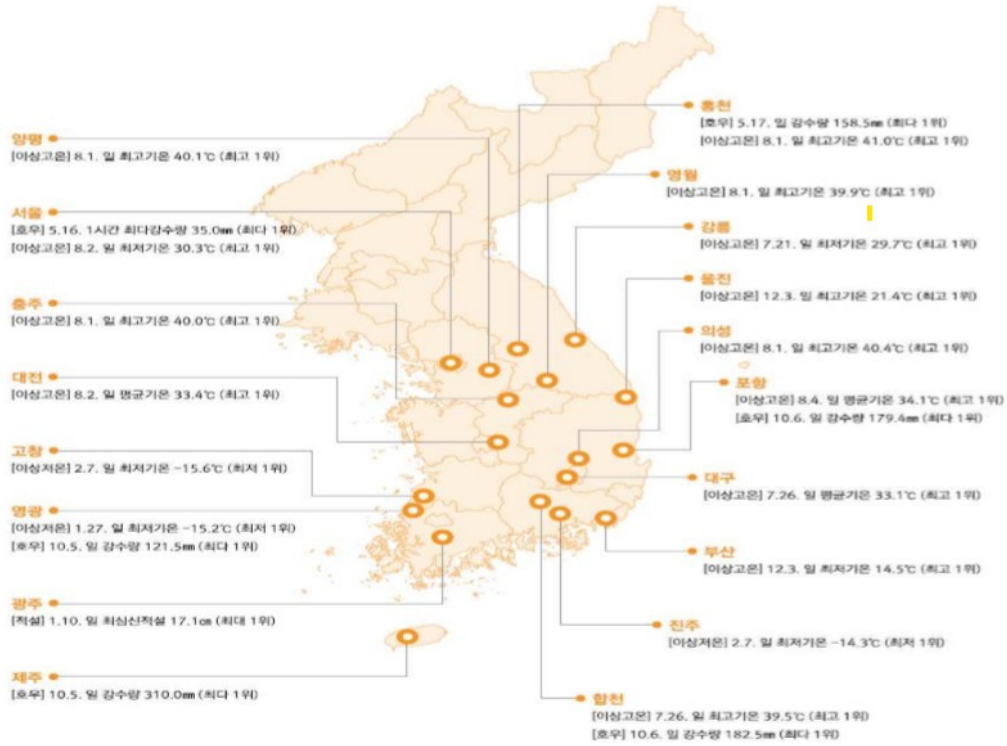 양평
[이상고온] 8.1. 일 최고기온 40.1℃ (최고 1위)
서울
[호우] 5.16. 1시간 최다강수량 35.0㎜ (최다 1위)
[이상고온] 8.2. 일 최저기온 30.3℃ (최고 1위)
충주
[이상고온] 8.1. 일 최고기온 40.0℃ (최고 1위)
대전
[이상고온] 8.2. 일 평균기온 33.4℃ (최고 1위)
고창
[이상저온] 2.7. 일 최저기온 -15.6℃ (최저 1위)
영광
[이상저온] 1.27. 일 최저기온 -15.2℃ (최저 1위)
[호우] 10.5. 일 강수량 121.5㎜ (최다 1위)
광주
[적설] 1.10. 일 최심신적설 17.1㎝ (최대 1위)
제주
[호우] 10.5. 일 강수량 310.0㎜ (최다 1위)
홍천
[호우] 5.17. 일 강수량 158.5㎜ (최다 1위)
[이상고온] 8.1. 일 최고기온 41.0℃ (최고 1위)
영월
[이상고온] 8.1. 일 최고기온 39.9℃ (최고 1위)
강릉
[이상고온] 7.21. 일 최저기온 29.7℃ (최고 1위)
울진
[이상고온] 12.3. 일 최고기온 21.4℃ (최고 1위)
의성
[이상고온] 8.1. 일 최고기온 40.4℃ (최고 1위)
포항
[이상고온] 8.4. 일 평균기온 34.1℃ (최고 1위)
[호우] 10.6. 일 강수량 179.4㎜ (최다 1위)
대구
[이상고온] 7.26. 일 평균기온 33.1℃ (최고 1위)
부산
[이상고온] 12.3. 일 최저기온 14.5℃ (최고 1위)
진주
[이상저온] 2.7. 일 최저기온 -14.3℃ (최저 1위)
합천
[이상고온] 7.26. 일 최고기온 39.5℃ (최고 1위)
[호우] 10.6. 일 강수량 182.5㎜ (최다 1위)